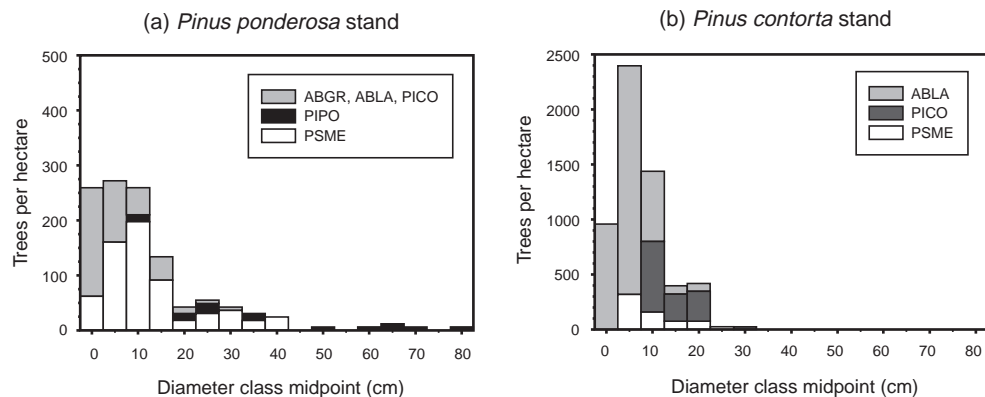 (a) Pinus ponderosa stand
500
400
300
200
100
0
Trees per hectare
ABGR, ABLA, PICO
PIPO
PSME
0 10 20 30 40 50 60 70 80
Diameter class midpoint (cm)
(b) Pinus contorta stand
2500
2000
1500
1000
500
0
Trees per hectare
ABLA
PICO
PSME
0 10 20 30 40 50 60 70 80
Diameter class midpoint (cm)